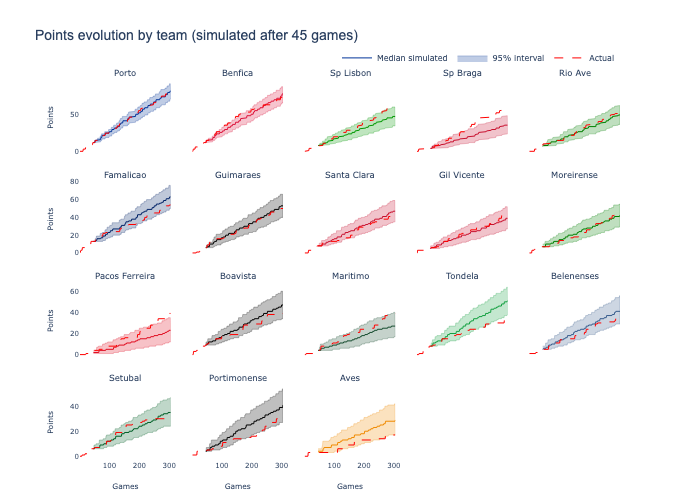 Points evolution by team (simulated after 45 games)
Median simulated 95% interval Actual
Porto Benfica Sp Lisbon Sp Braga Rio Ave
Points
50
0
Famalicao Guimaraes Santa Clara Gil Vicente Moreirense
Points
80
60
40
20
0
Pacos Ferreira Boavista Maritimo Tondela Belenenses
Points
60
40
20
0
Setubal Portimonense Aves
Points
40
20
0
100 200 300 100 200 300 100 200 300
Games Games